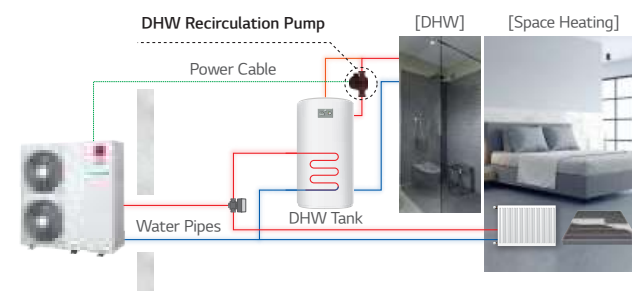 DHW Recirculation Pump
[DHW]
[Space Heating]
Power Cable
Water Pipes
DHW Tank